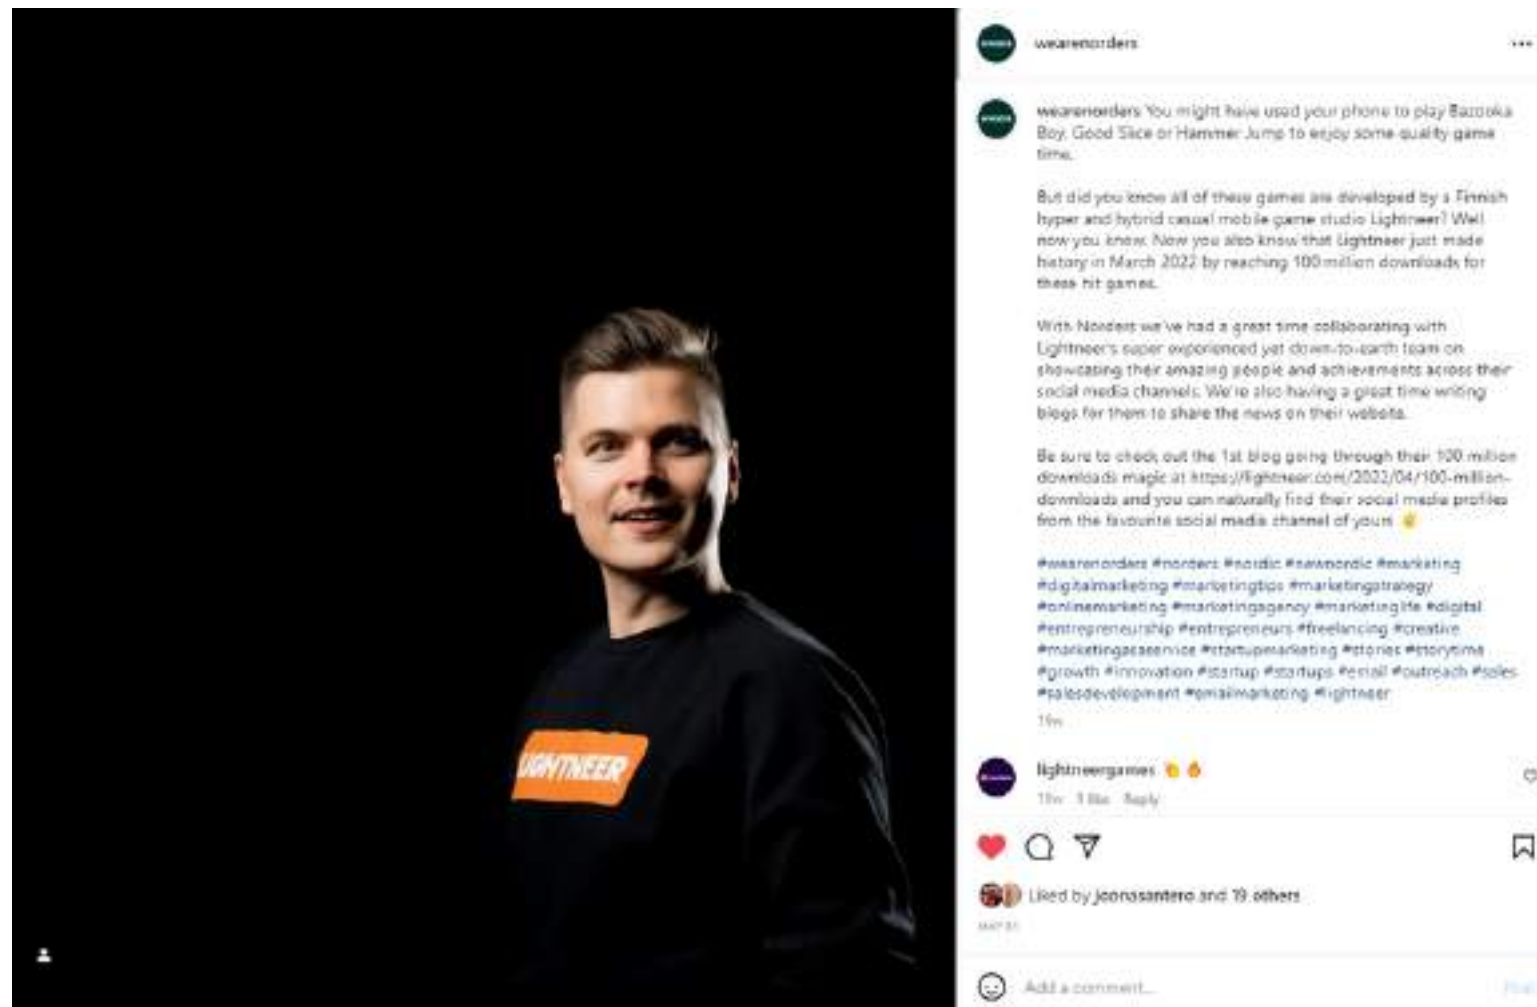 wearenorders
wearenorders You might have used your phone to play Bazooka
Boy, Good Slice or Hammer Jump to enjoy some quality game
time.
But did you know all of these games are developed by a Finnish
hyper and hybrid casual mobile game studio Lightneer? Well
now you know. Now you also know that Lightneer just made
history in March 2022 by reaching 100 million downloads for
these hit games.
With Norders we've had a great time collaborating with
Lightneer's super experienced yet down-to-earth team on
showcasing their amazing people and achievements across their
social media channels. We're also having a great time writing
blogs for them to share the news on their website.
Be sure to check out the 1st blog going through their 100 million
downloads magic at https://lightneer.com/2022/04/100-million-
downloads and you can naturally find their social media profiles
from the favourite social media channel of yours ✌️
#wearenorders #norders #nordic #newnordic #marketing
#digitalmarketing #marketingtips #marketingstrategy
#onlinemarketing #marketingagency #marketinglife #digital
#entrepreneurship #entrepreneurs #freelancing #creative
#marketingasaservice #startupmarketing #stories #storytime
#growth #innovation #startup #startups #email #outreach #sales
#salesdevelopment #emailmarketing #lightneer
19w
lightneergames 👏 🔥
19w 1 like Reply
Liked by joonasantero and 19 others
Add a comment...
Post
LIGHTNEER